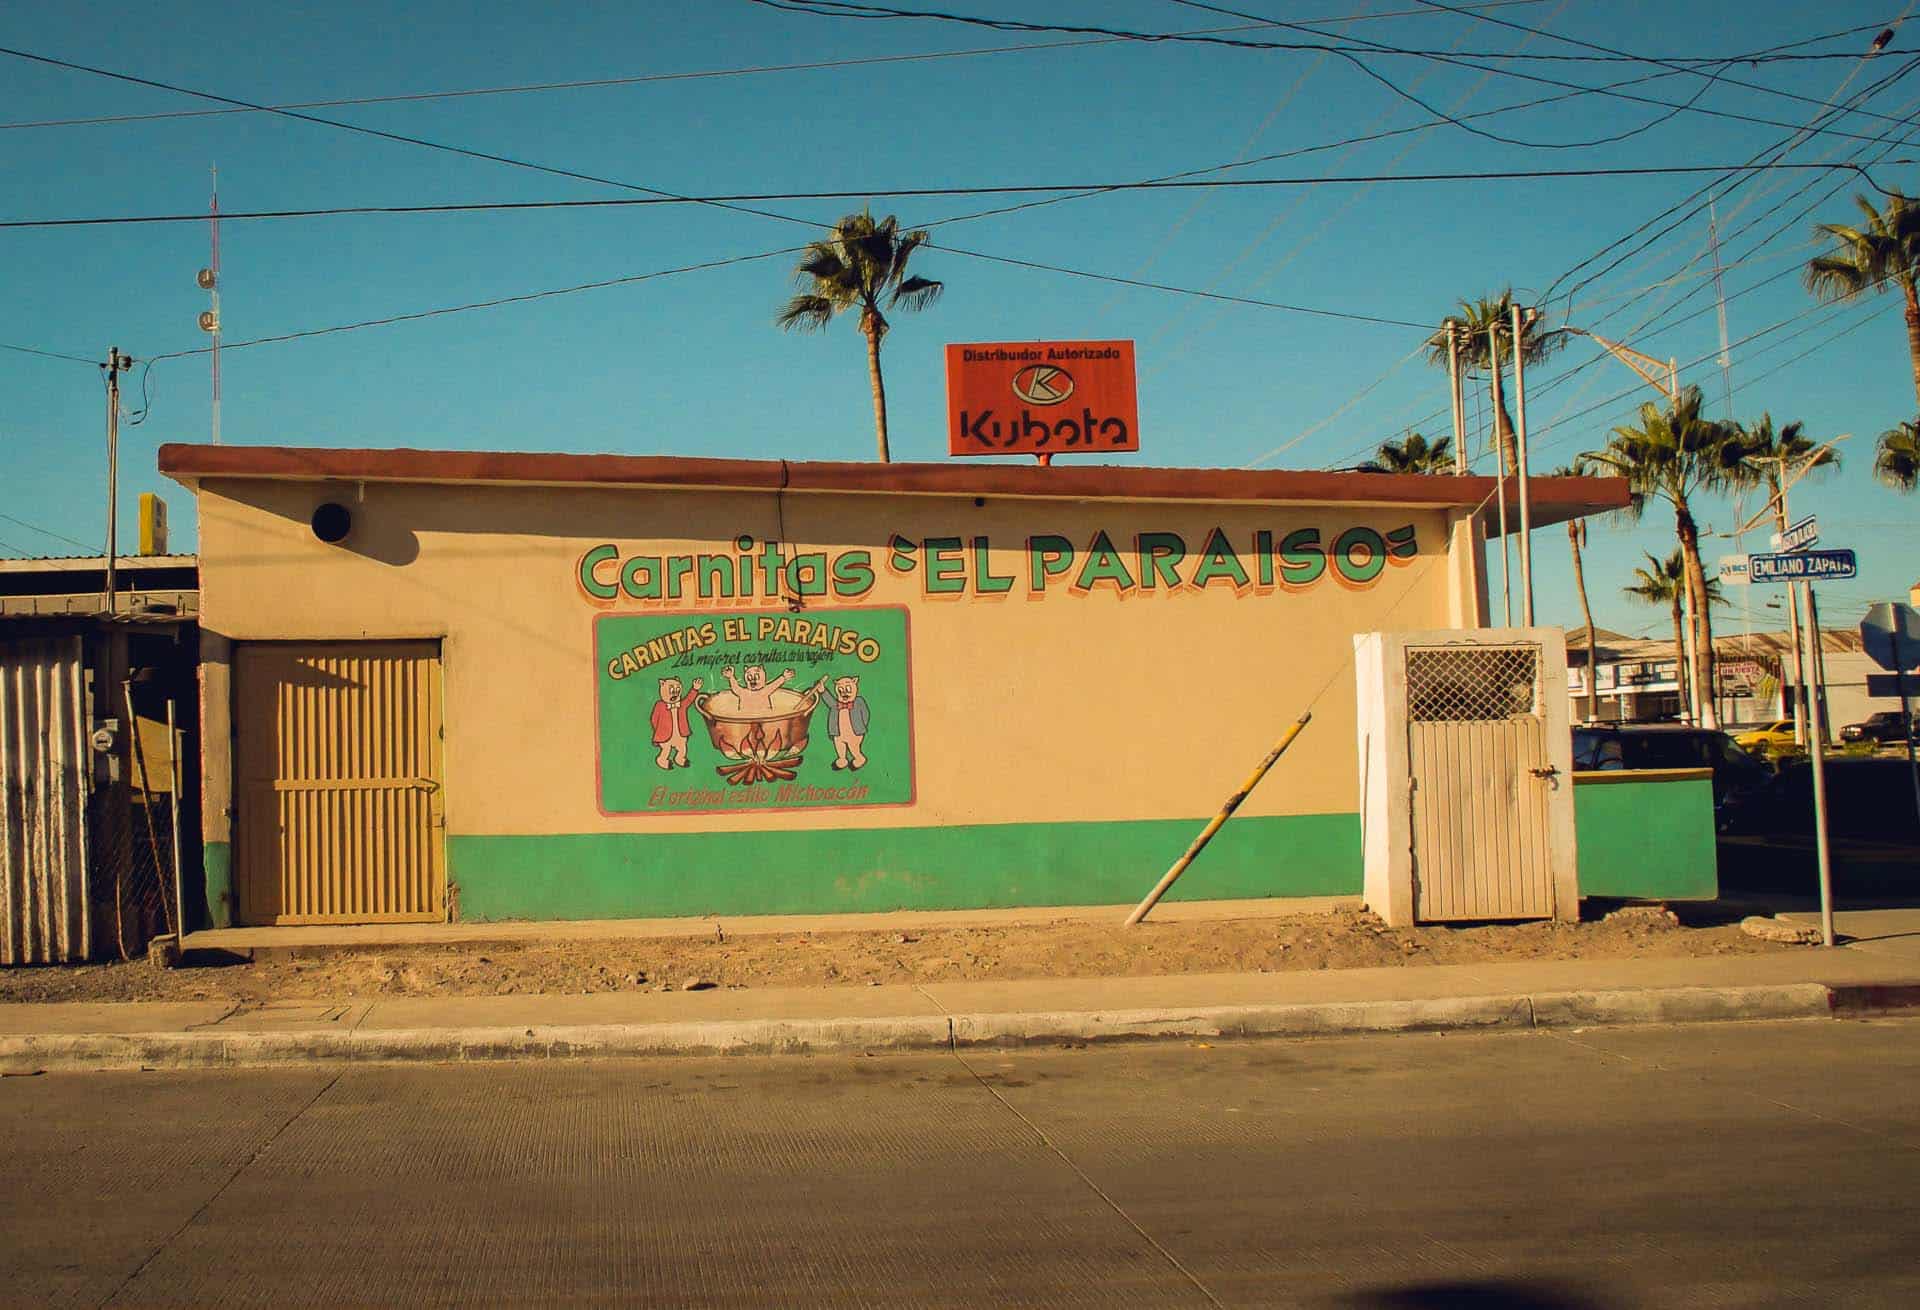 Distribuidor Autorizado
K
Kubota
Carnitas "EL PARAISO"
CARNITAS EL PARAISO
Las mejores carnitas de la región
El original estilo Michoacán
EMILIANO ZAPATA